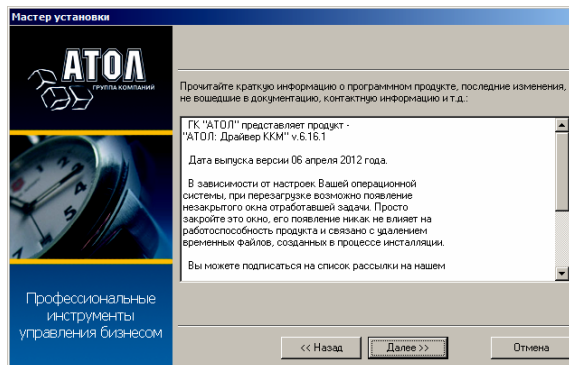 Мастер установки
АТОЛ
ГРУППА КОМПАНИЙ
Прочитайте краткую информацию о программном продукте, последние изменения,
не вошедшие в документацию, контактную информацию и т.д.:
ГК "АТОЛ" представляет продукт -
"АТОЛ: Драйвер ККМ" v.6.16.1
Дата выпуска версии 06 апреля 2012 года.
В зависимости от настроек Вашей операционной
системы, при перезагрузке возможно появление
незакрытого окна отработавшей задачи. Просто
закройте это окно, его появление никак не влияет на
работоспособность продукта и связано с удалением
временных файлов, созданных в процессе инсталляции.
Вы можете подписаться на список рассылки на нашем
Профессиональные
инструменты
управления бизнесом
<< Назад
Далее >>
Отмена